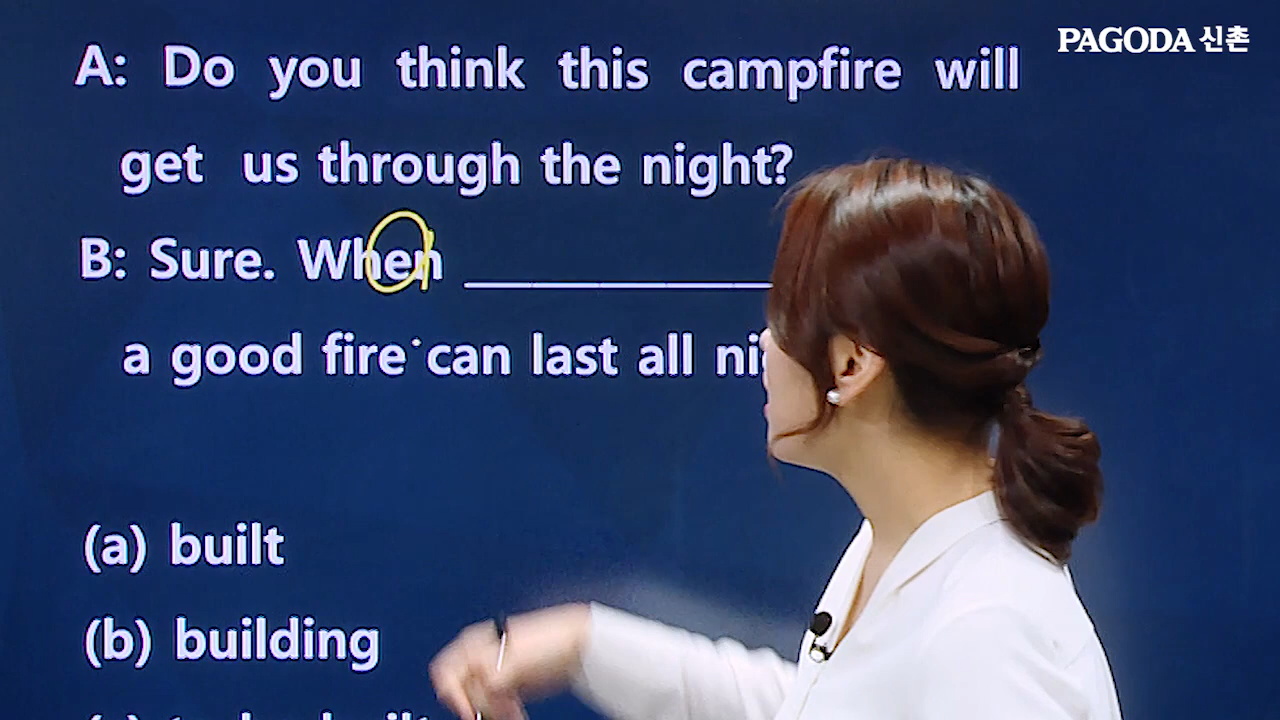 PAGODA 신촌
A: Do you think this campfire will
get us through the night?
B: Sure. When
a good fire can last all
(a) built
(b) building